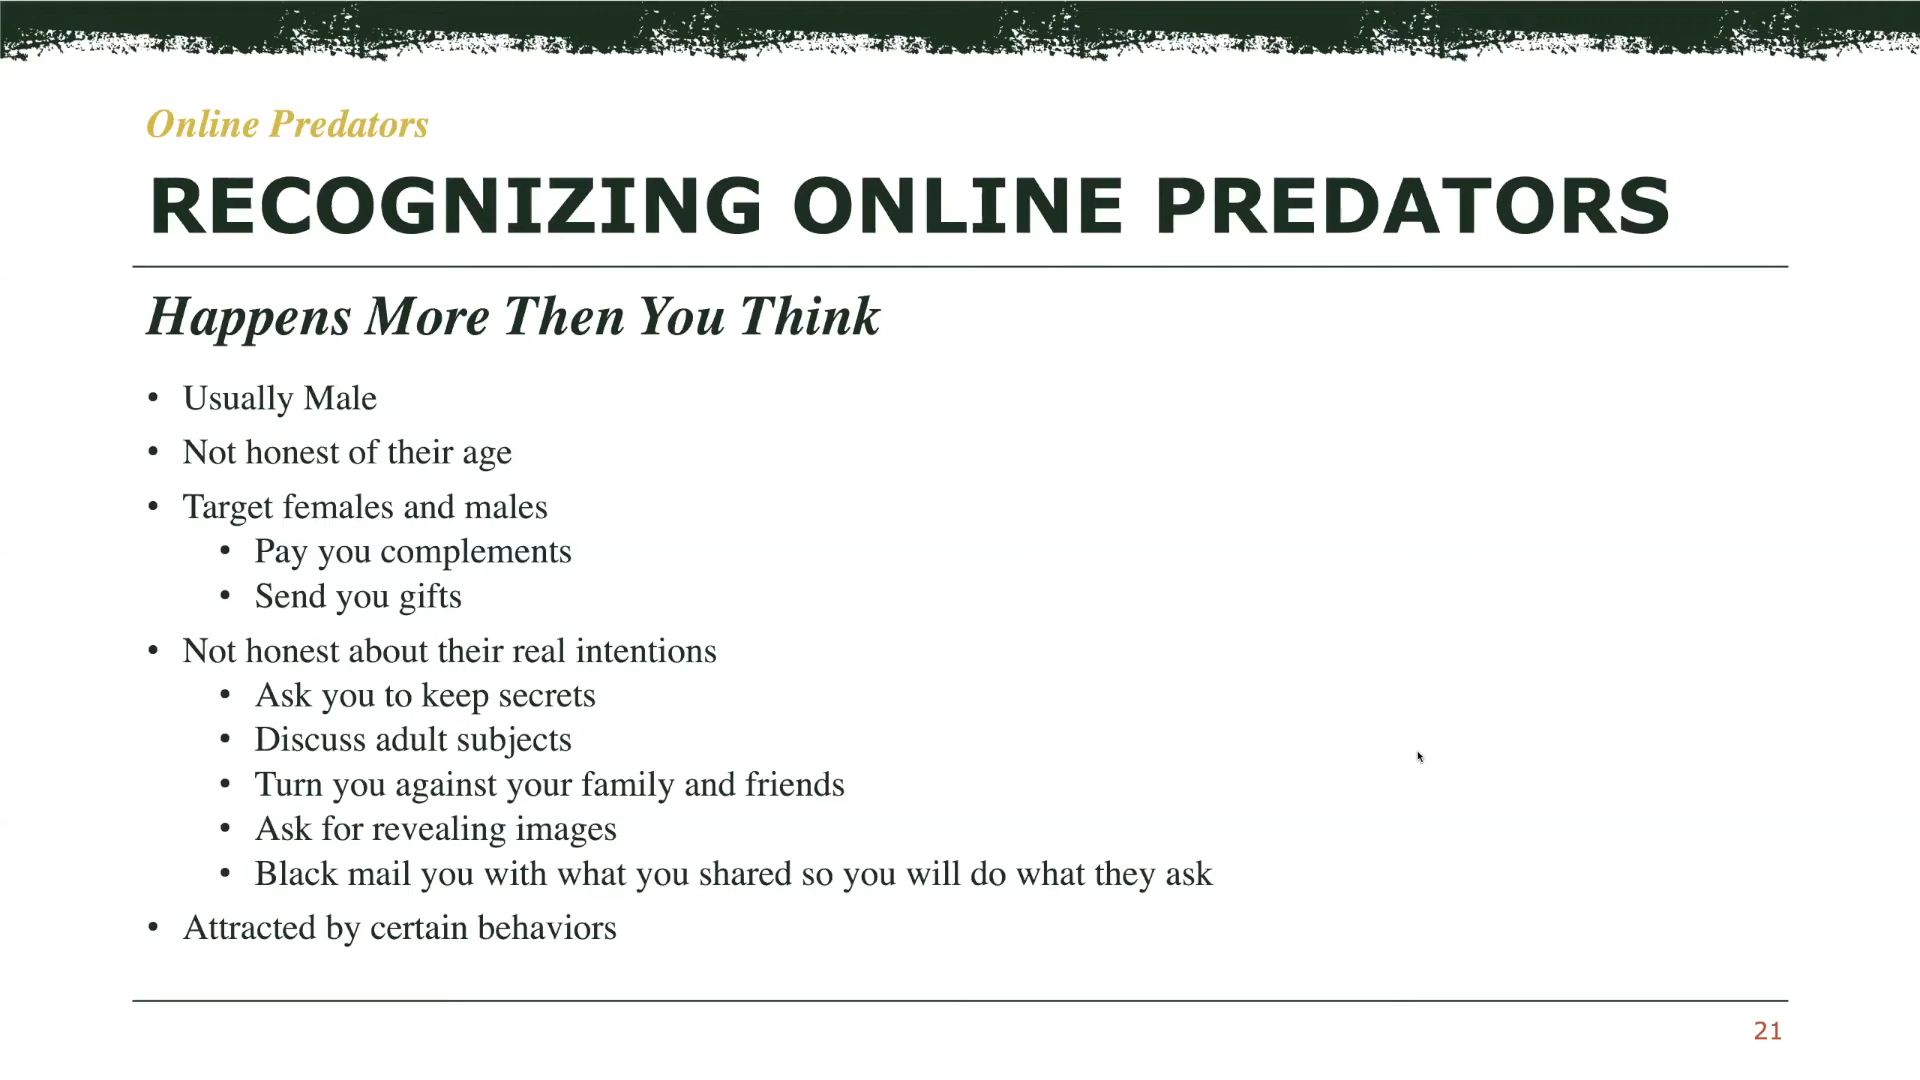 Online Predators
RECOGNIZING ONLINE PREDATORS
Happens More Then You Think
• Usually Male
• Not honest of their age
• Target females and males
• Pay you complements
• Send you gifts
• Not honest about their real intentions
• Ask you to keep secrets
• Discuss adult subjects
• Turn you against your family and friends
• Ask for revealing images
• Black mail you with what you shared so you will do what they ask
• Attracted by certain behaviors
21